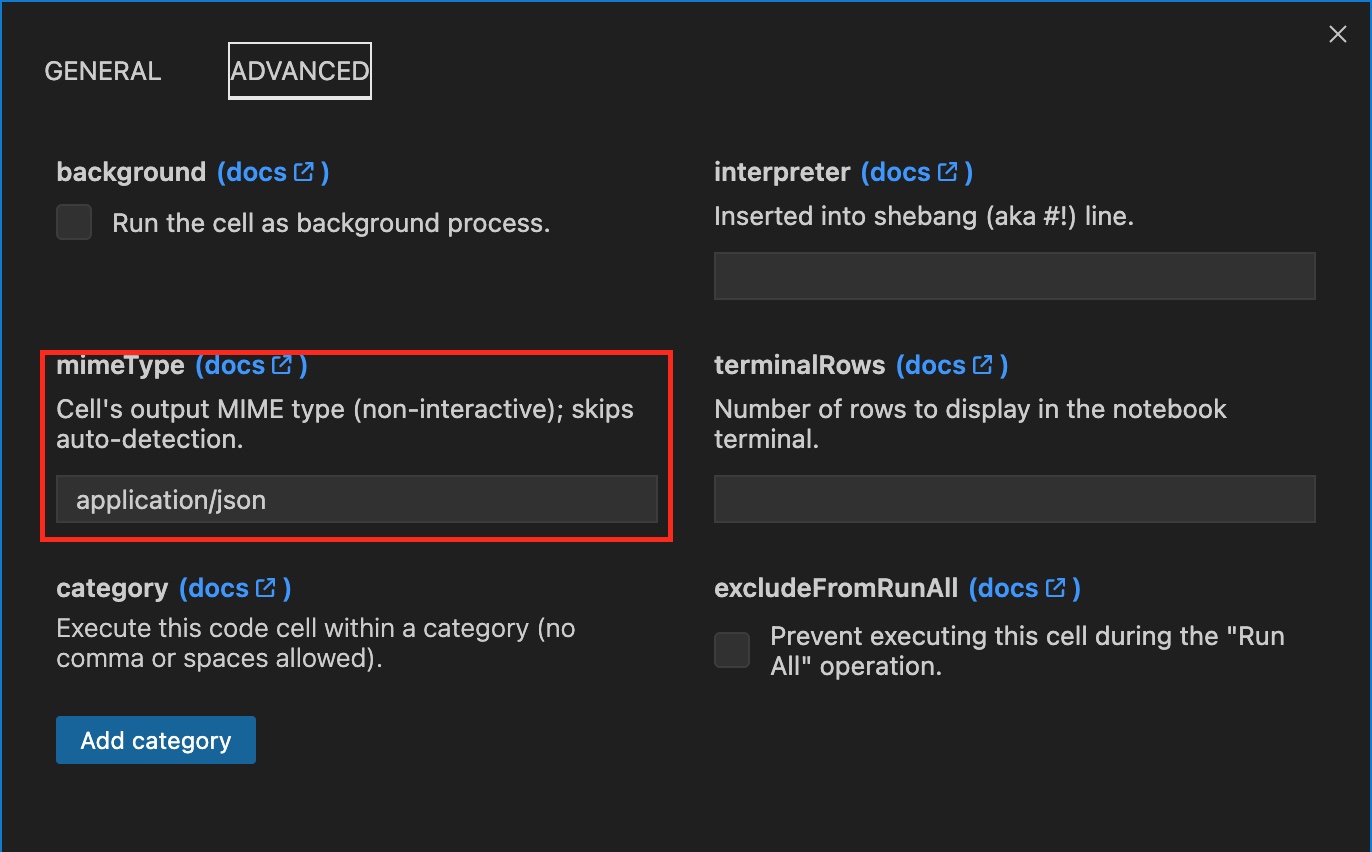 GENERAL
ADVANCED
background (docs)
Run the cell as background process.
interpreter (docs)
Inserted into shebang (aka #!) line.
mimeType (docs)
Cell's output MIME type (non-interactive); skips
auto-detection.
application/json
terminalRows (docs)
Number of rows to display in the notebook
terminal.
category (docs)
Execute this code cell within a category (no
comma or spaces allowed).
Add category
excludeFromRunAll (docs)
Prevent executing this cell during the "Run
All" operation.